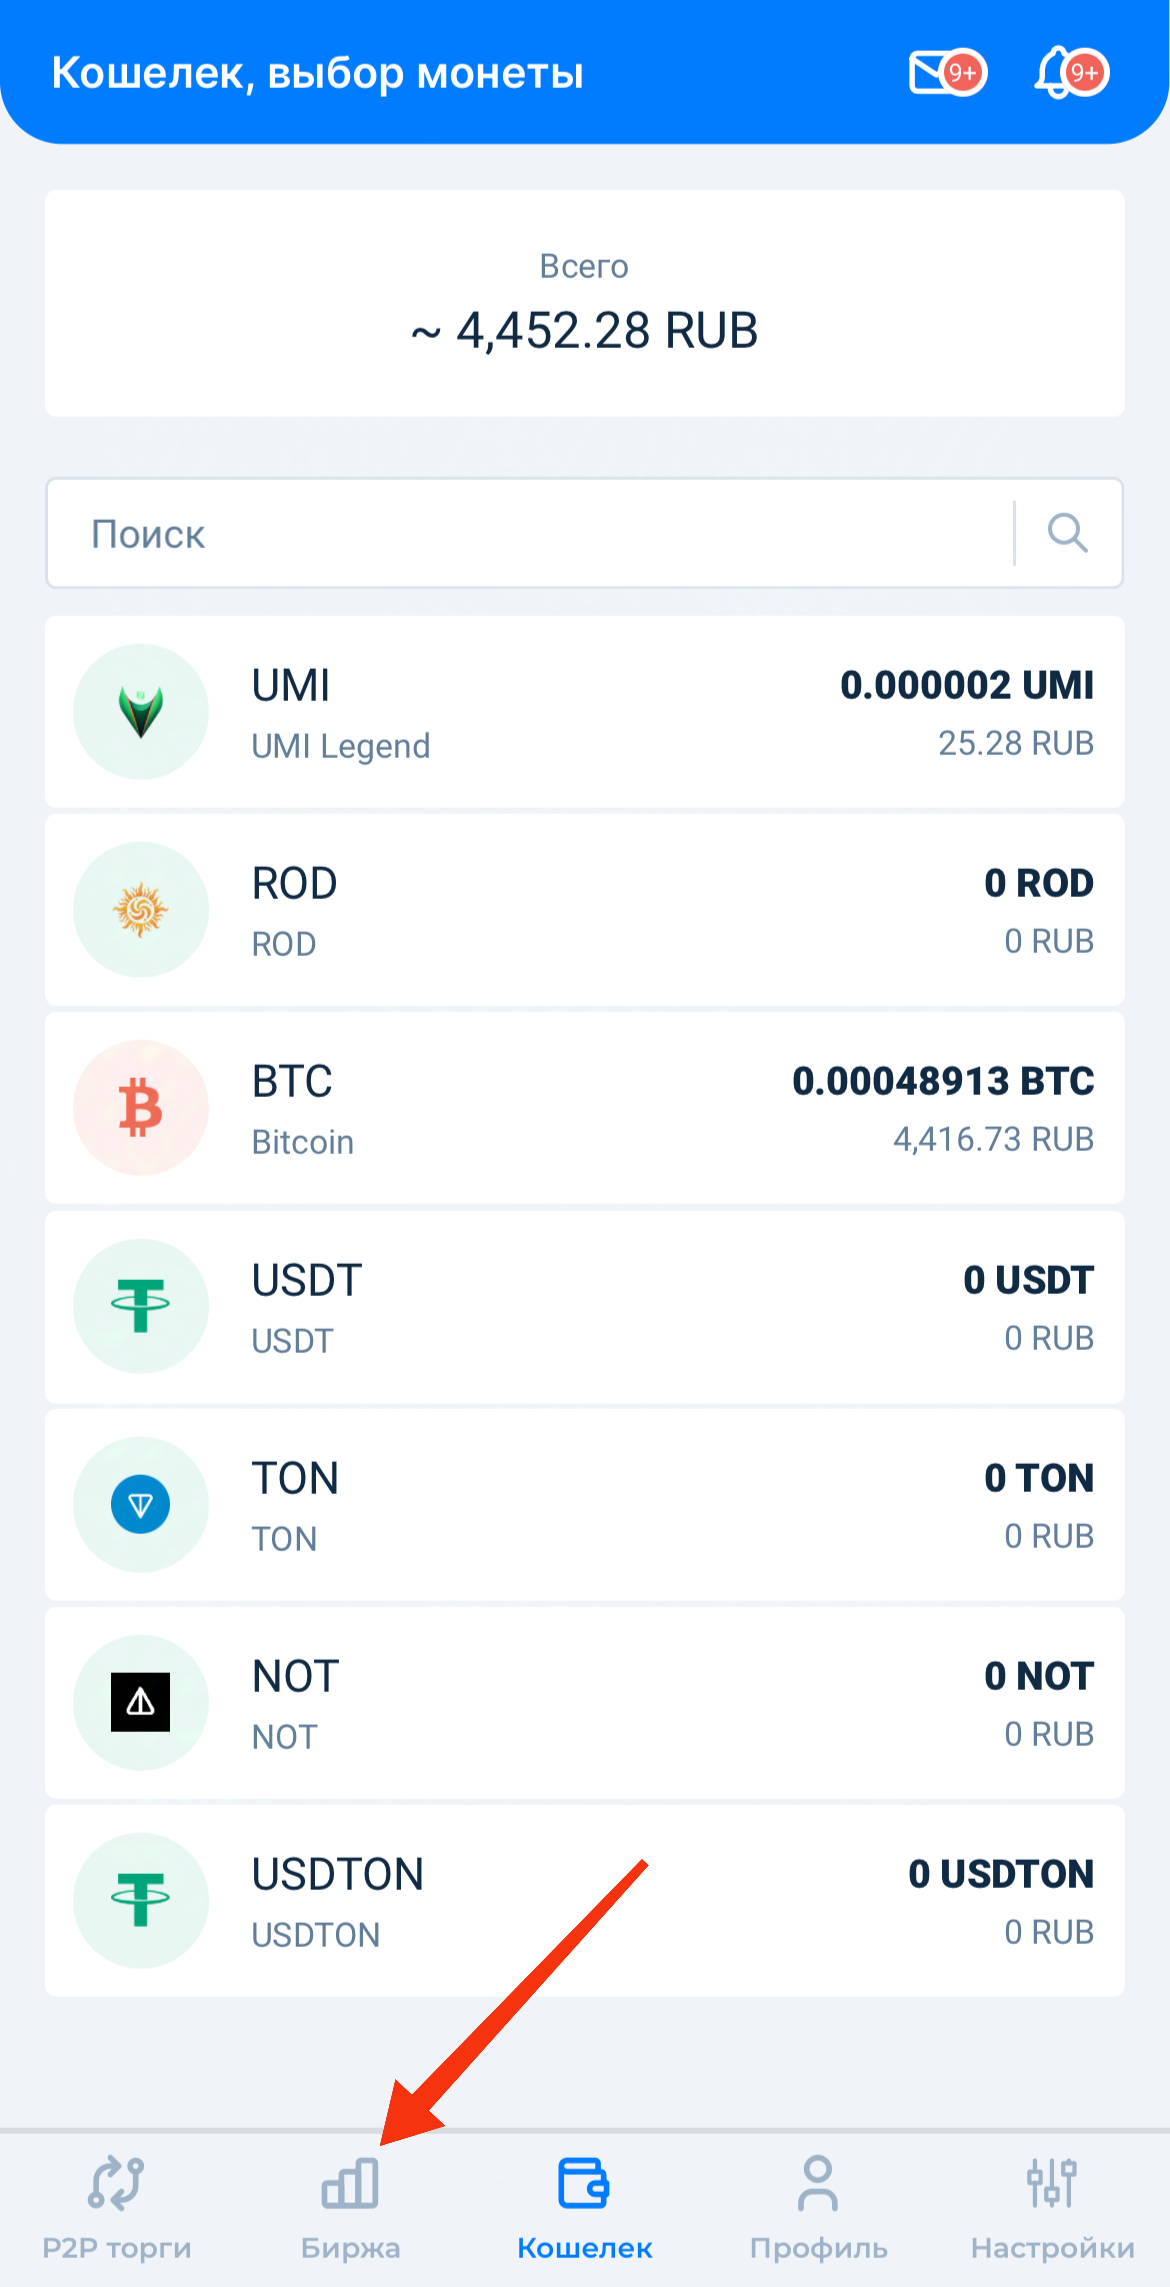 Кошелек, выбор монеты
9+
9+
Всего
~ 4,452.28 RUB
Поиск
UMI
0.000002 UMI
UMI Legend
25.28 RUB
ROD
0 ROD
ROD
0 RUB
BTC
0.00048913 BTC
Bitcoin
4,416.73 RUB
USDT
0 USDT
USDT
0 RUB
TON
0 TON
TON
0 RUB
NOT
0 NOT
NOT
0 RUB
USDTON
0 USDTON
USDTON
0 RUB
P2P торги
Биржа
Кошелек
Профиль
Настройки